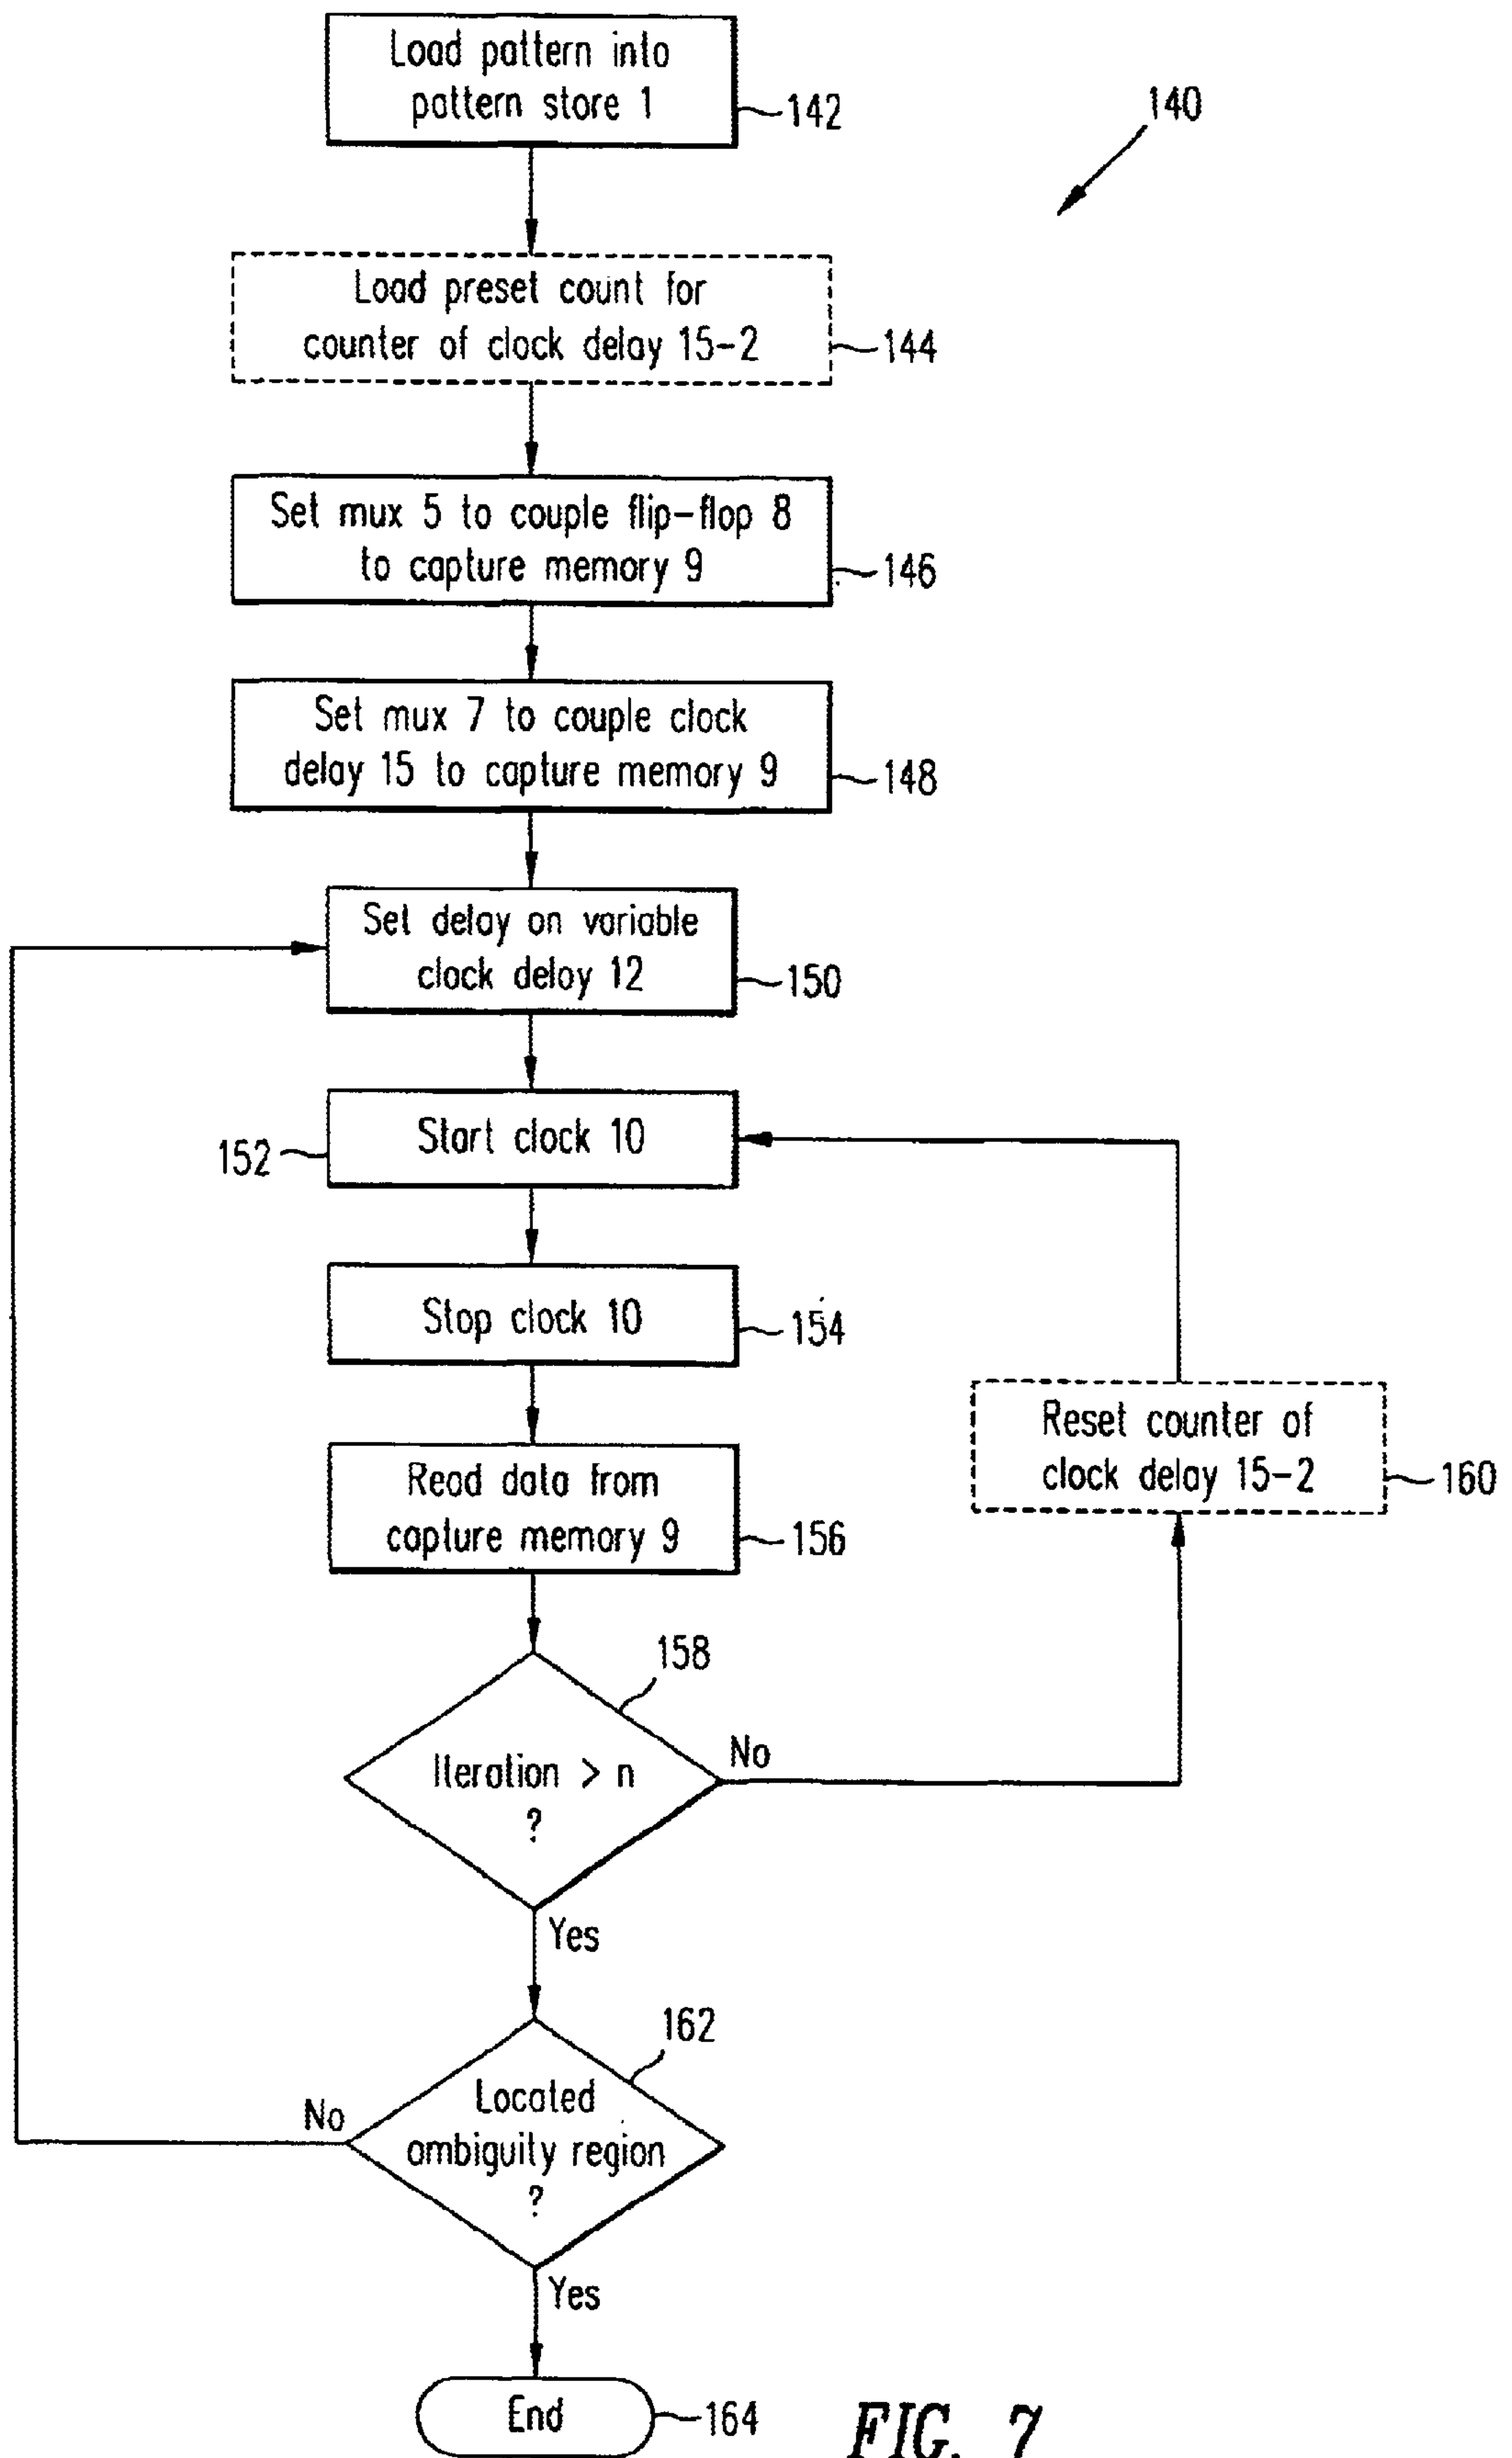 Load pattern into
pattern store 1
142
140
Load preset count for
counter of clock delay 15-2
144
Set mux 5 to couple flip-flop 8
to capture memory 9
146
Set mux 7 to couple clock
delay 15 to capture memory 9
148
Set delay on variable
clock delay 12
150
Start clock 10
152
Stop clock 10
154
Read data from
capture memory 9
156
Reset counter of
clock delay 15-2
160
158
Iteration > n
?
No
Yes
162
Located
ambiguity region
?
No
Yes
End
164
FIG. 7